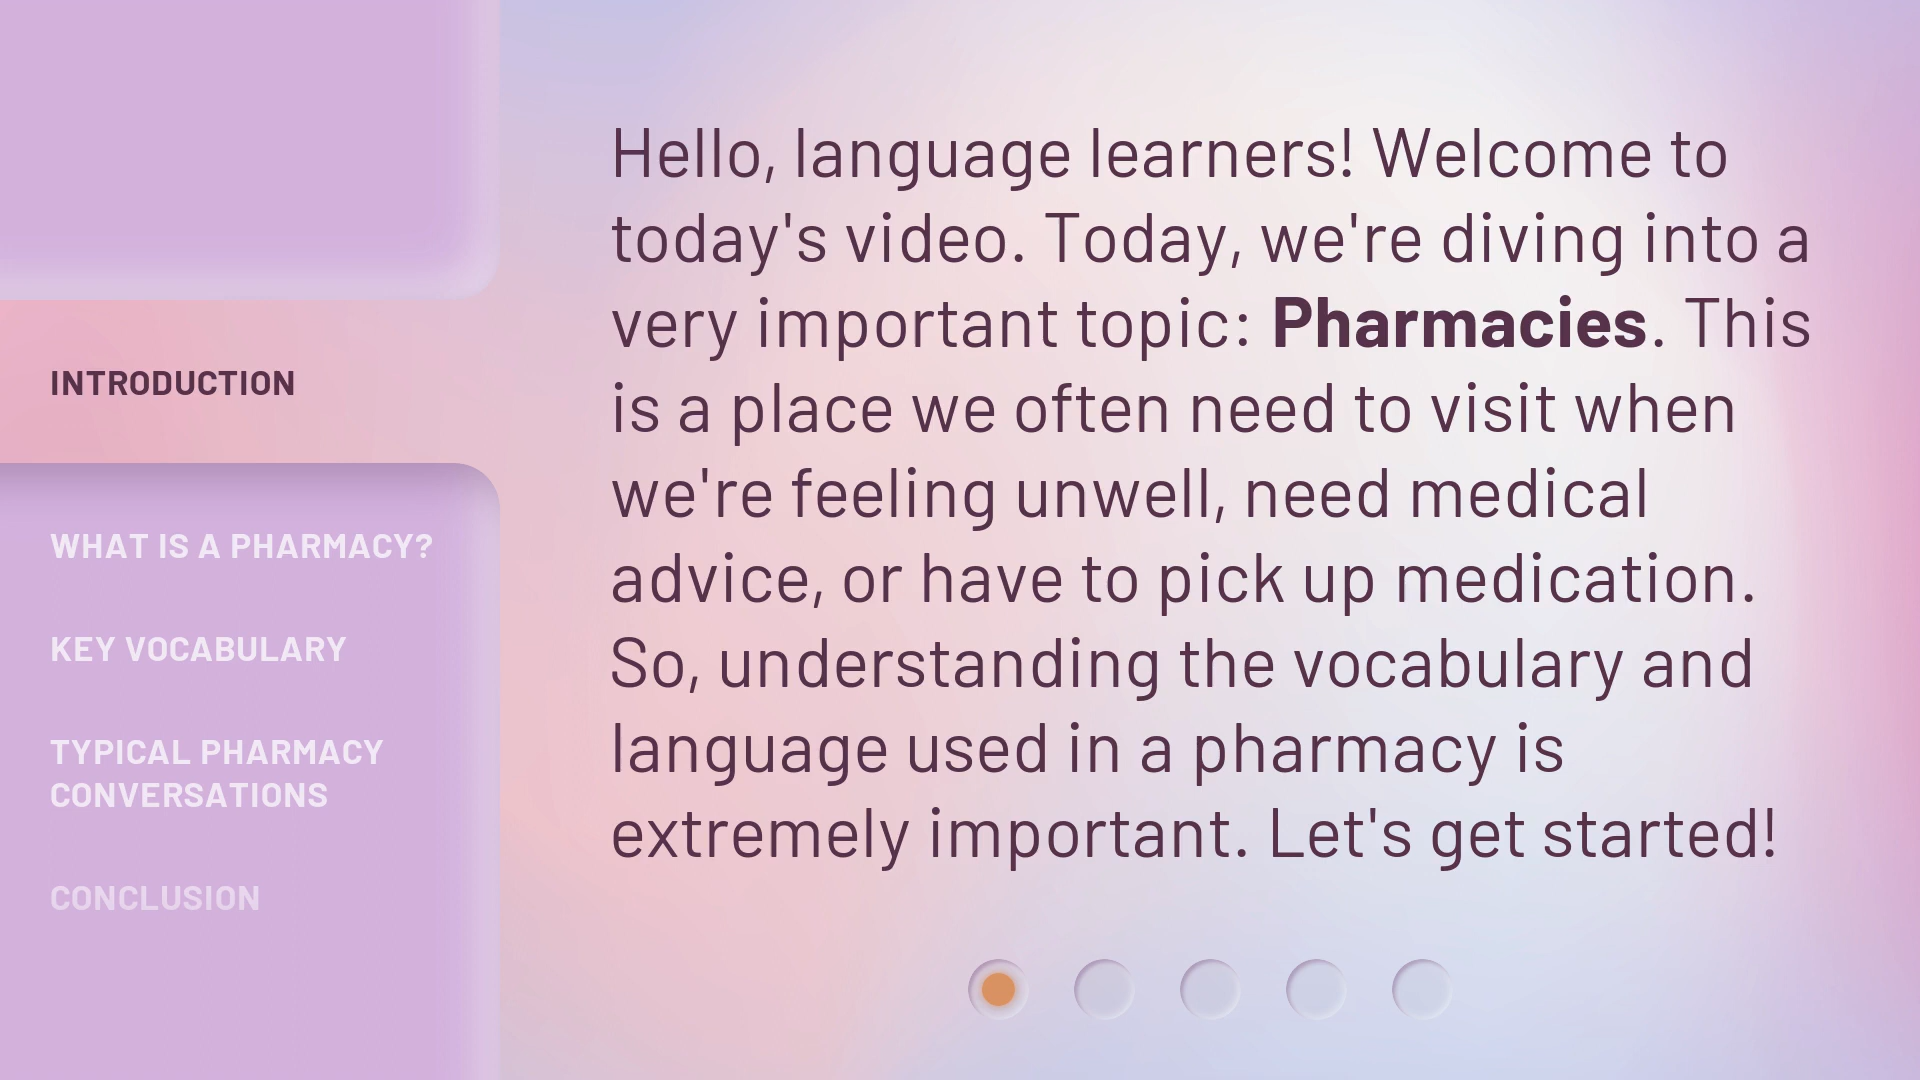 INTRODUCTION
WHAT IS A PHARMACY?
KEY VOCABULARY
TYPICAL PHARMACY
CONVERSATIONS
CONCLUSION
Hello, language learners! Welcome to
today's video. Today, we're diving into a
very important topic: Pharmacies. This
is a place we often need to visit when
we're feeling unwell, need medical
advice, or have to pick up medication.
So, understanding the vocabulary and
language used in a pharmacy is
extremely important. Let's get started!